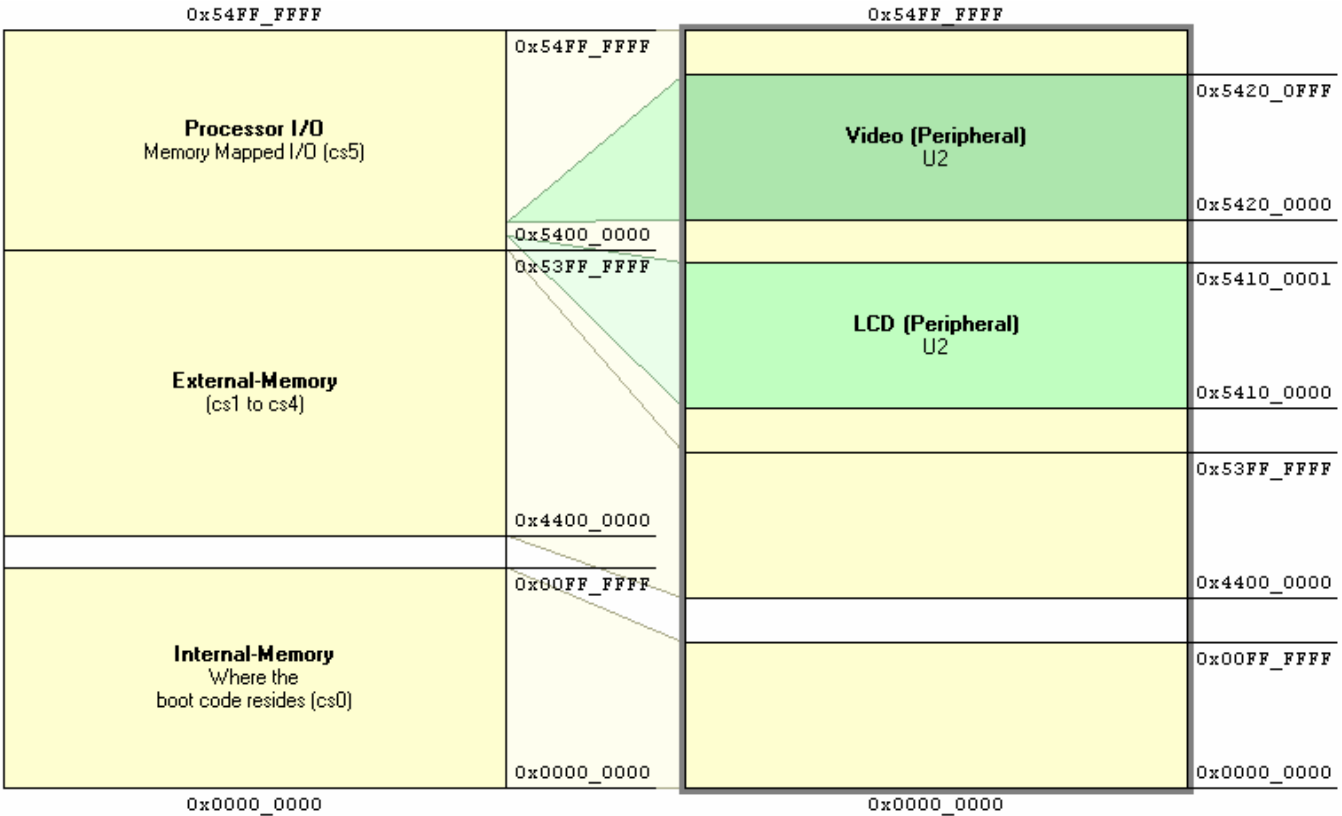 0x54FF_FFFF
0x54FF_FFFF
Processor I/O
Memory Mapped I/O (cs5)
0x54FF_FFFF
0x5400_0000
External-Memory
(cs1 to cs4)
0x53FF_FFFF
0x4400_0000
Internal-Memory
Where the
boot code resides (cs0)
0x00FF_FFFF
0x0000_0000
0x0000_0000
Video (Peripheral)
U2
0x5420_0FFF
0x5420_0000
LCD (Peripheral)
U2
0x5410_0001
0x5410_0000
0x53FF_FFFF
0x4400_0000
0x00FF_FFFF
0x0000_0000
0x0000_0000